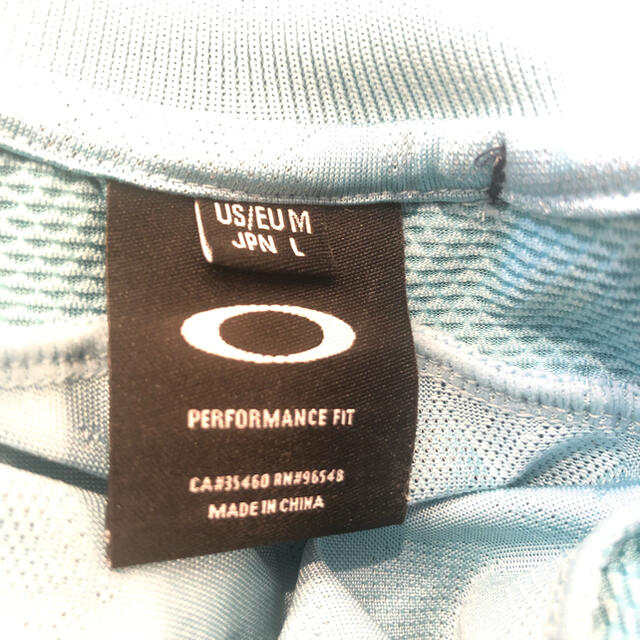 US/EU M
JPN L
PERFORMANCE FIT
CA#35460 RN#96548
MADE IN CHINA